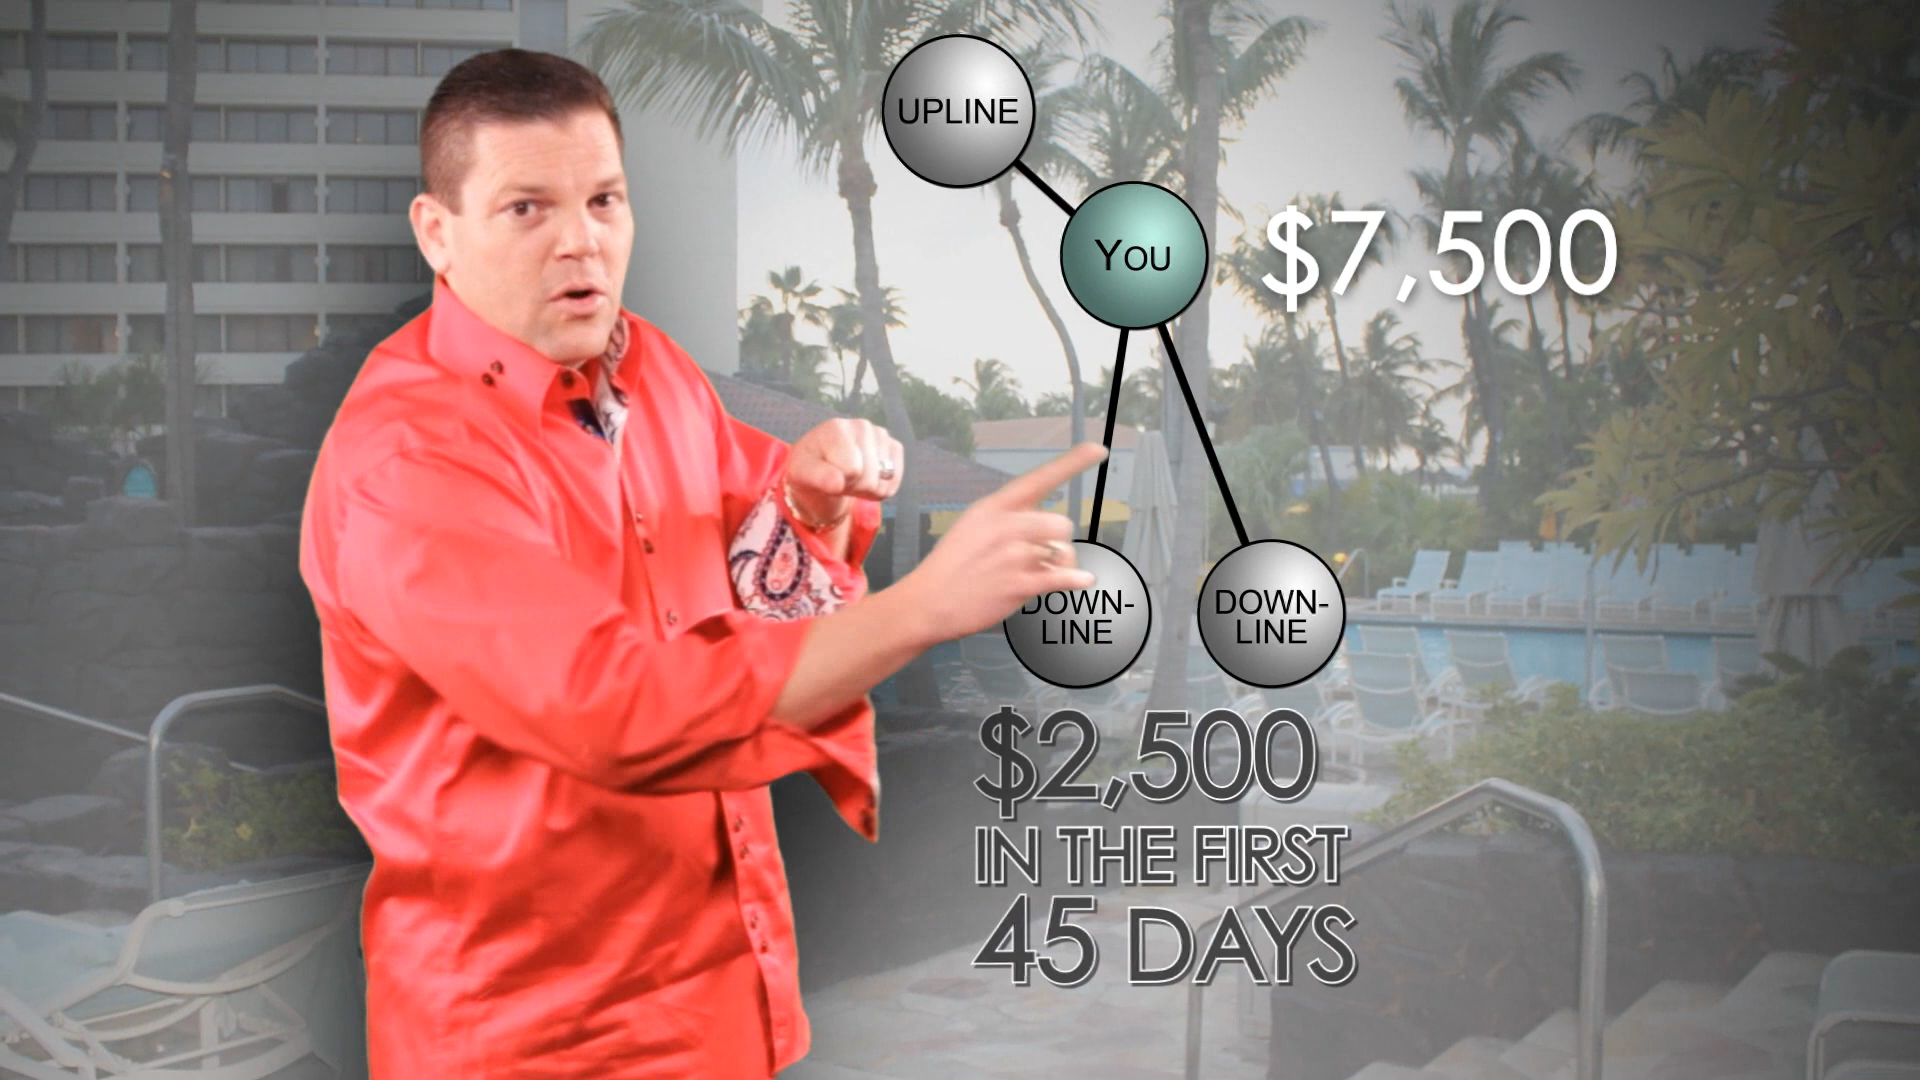 UPLINE
YOU
$7,500
DOWN-
LINE
DOWN-
LINE
$2,500
IN THE FIRST
45 DAYS